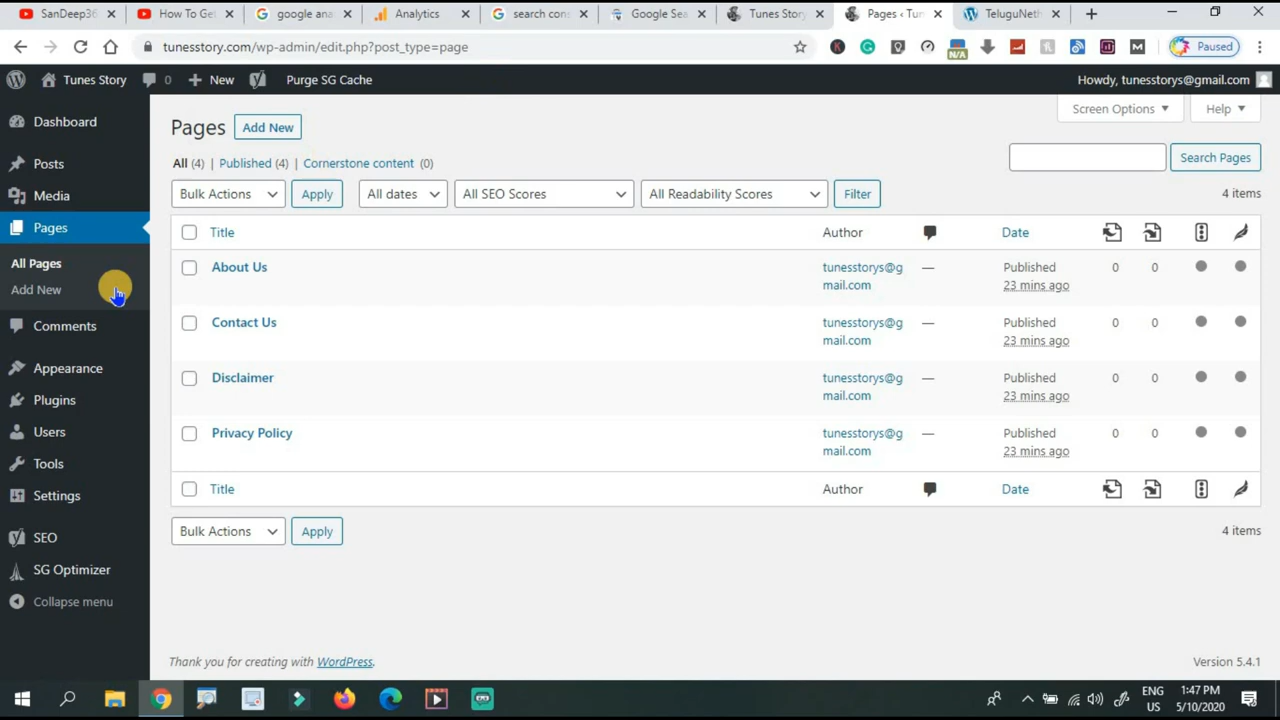 SanDeep36
How To Ge
google ana
Analytics
search con
Google Sea
Tunes Story
Pages ‹ Tun
TeluguNeth
tunesstory.com/wp-admin/edit.php?post_type=page
N/A
Paused
Tunes Story
0
New
Purge SG Cache
Howdy, tunesstorys@gmail.com
Dashboard
Posts
Media
Pages
All Pages
Add New
Comments
Appearance
Plugins
Users
Tools
Settings
SEO
SG Optimizer
Collapse menu
Screen Options
Help
Pages
Add New
All (4) | Published (4) | Cornerstone content (0)
Search Pages
Bulk Actions
Apply
All dates
All SEO Scores
All Readability Scores
Filter
4 items
Title
Author
Date
About Us
tunesstorys@g
mail.com
—
Published
23 mins ago
0
0
Contact Us
tunesstorys@g
mail.com
—
Published
23 mins ago
0
0
Disclaimer
tunesstorys@g
mail.com
—
Published
23 mins ago
0
0
Privacy Policy
tunesstorys@g
mail.com
—
Published
23 mins ago
0
0
Title
Author
Date
Bulk Actions
Apply
4 items
Thank you for creating with WordPress.
Version 5.4.1
ENG
US
1:47 PM
5/10/2020